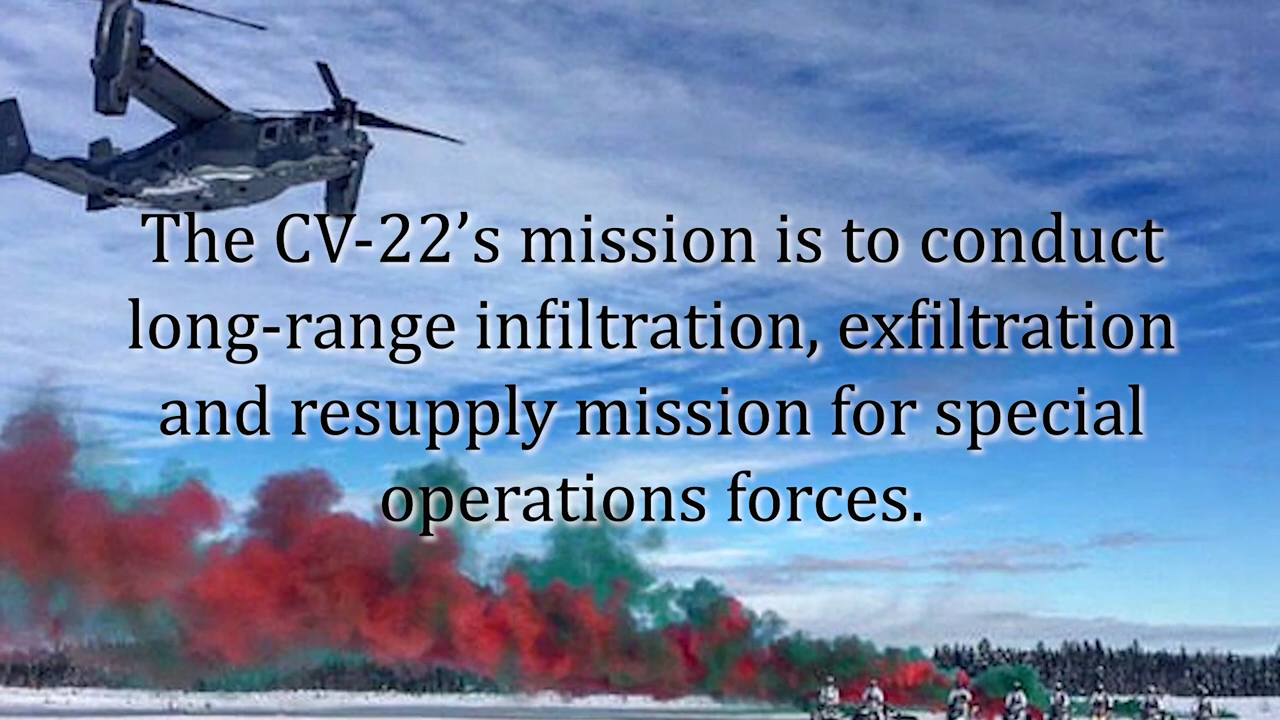 The CV-22’s mission is to conduct
long-range infiltration, exfiltration
and resupply mission for special
operations forces.